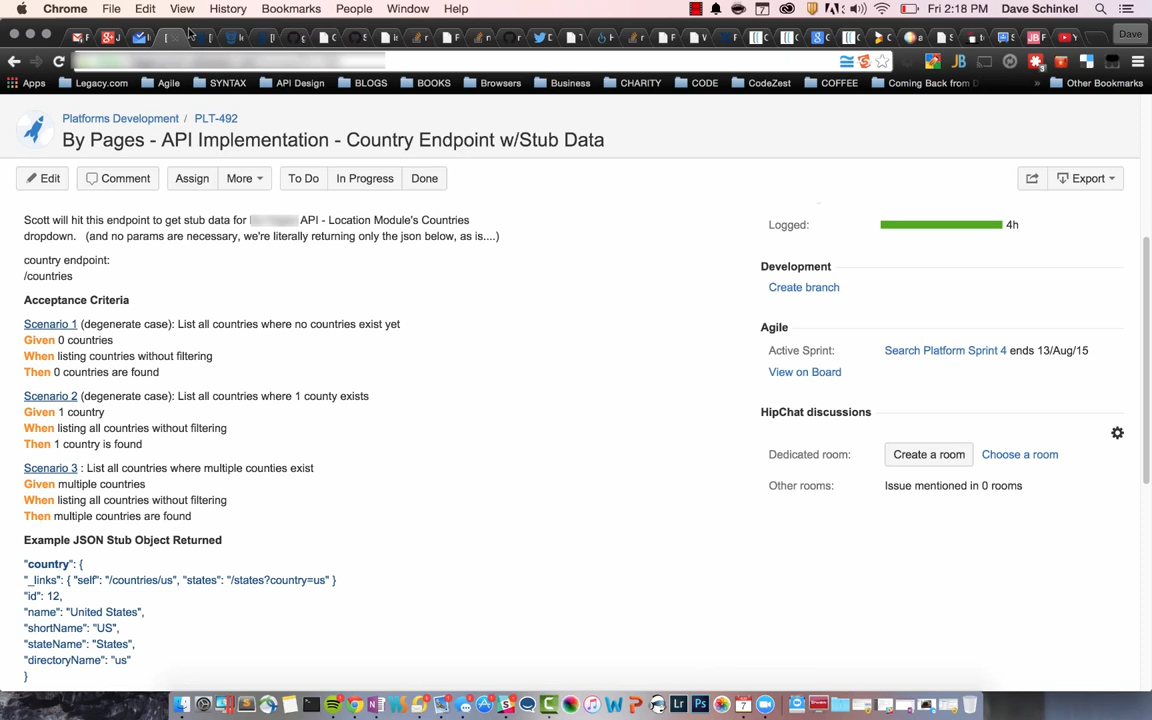 Chrome File Edit View History Bookmarks People Window Help
Fri 2:18 PM Dave Schinkel
Dave
Apps Legacy.com Agile SYNTAX API Design BLOGS BOOKS Browsers Business CHARITY CODE CodeZest COFFEE Coming Back from Other Bookmarks
Platforms Development / PLT-492
By Pages - API Implementation - Country Endpoint w/Stub Data
Edit Comment Assign More To Do In Progress Done Export
Scott will hit this endpoint to get stub data for API - Location Module's Countries
dropdown. (and no params are necessary, we're literally returning only the json below, as is....)
country endpoint:
/countries
Acceptance Criteria
Scenario 1 (degenerate case): List all countries where no countries exist yet
Given 0 countries
When listing countries without filtering
Then 0 countries are found
Scenario 2 (degenerate case): List all countries where 1 county exists
Given 1 country
When listing all countries without filtering
Then 1 country is found
Scenario 3 : List all countries where multiple counties exist
Given multiple countries
When listing all countries without filtering
Then multiple countries are found
Example JSON Stub Object Returned
"country": {
"_links": { "self": "/countries/us", "states": "/states?country=us" }
"id": 12,
"name": "United States",
"shortName": "US",
"stateName": "States",
"directoryName": "us"
}
Logged: 4h
Development
Create branch
Agile
Active Sprint: Search Platform Sprint 4 ends 13/Aug/15
View on Board
HipChat discussions
Dedicated room: Create a room Choose a room
Other rooms: Issue mentioned in 0 rooms